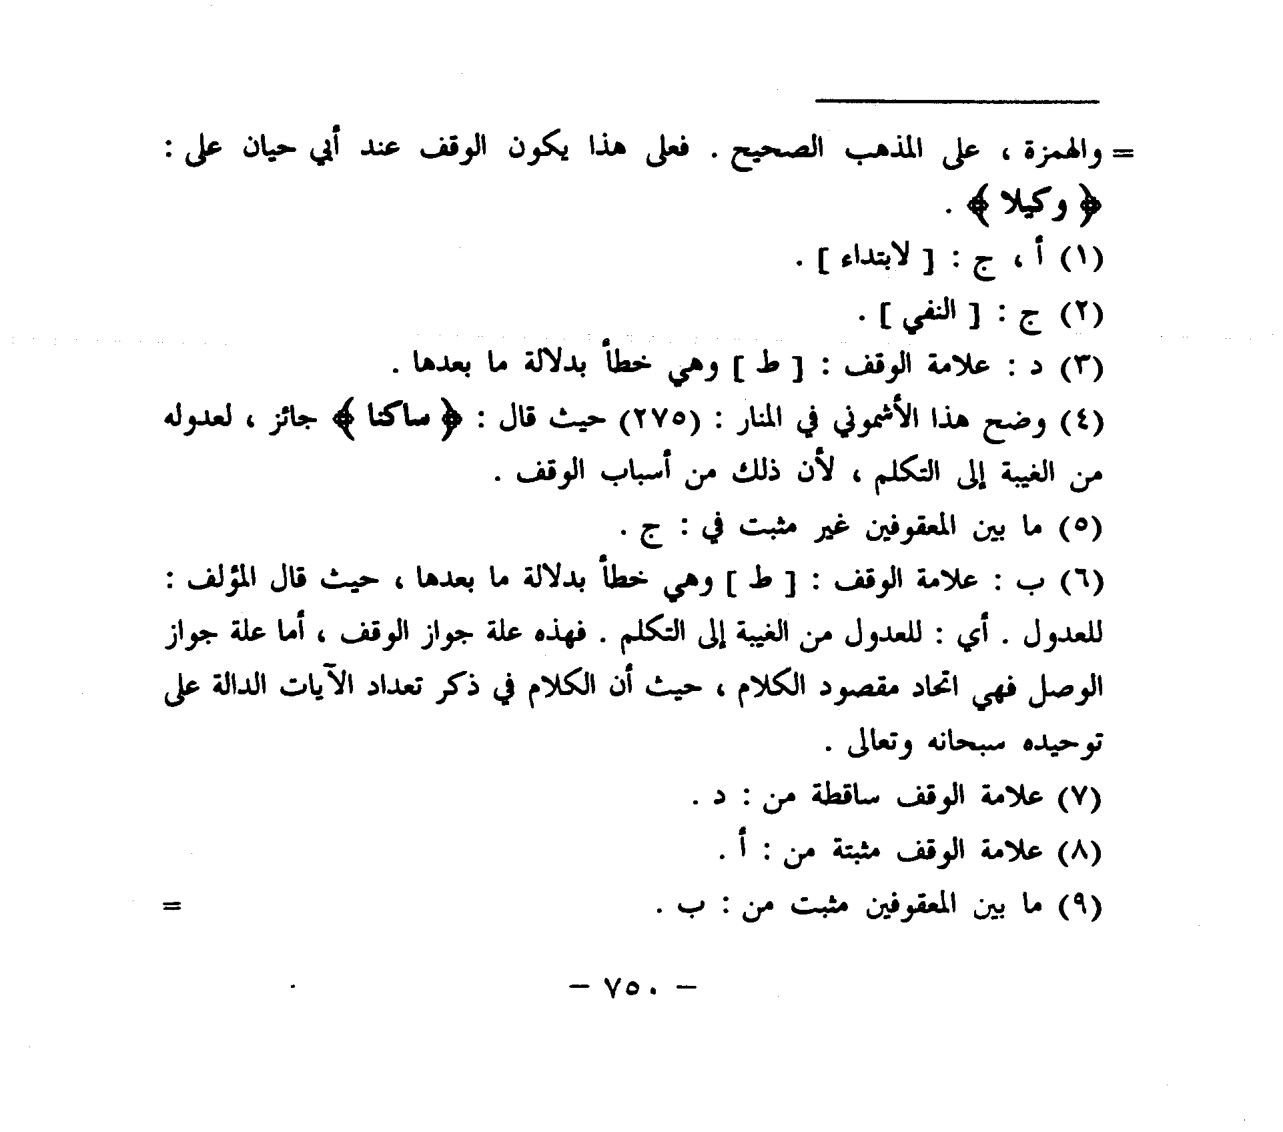 = والهمزة ، على المذهب الصحيح . فعلى هذا يكون الوقف عند أبي حيان على :
﴿ وكيلا ﴾ .
(١) أ ، ج : [ لابتداء ] .
(٢) ج : [ النفي ] .
(٣) د : علامة الوقف : [ ط ] وهي خطأ بدلالة ما بعدها .
(٤) وضح هذا الأشموني في المنار : (٢٧٥) حيث قال : ﴿ ساكنا ﴾ جائز ، لعدوله
من الغيبة إلى التكلم ، لأن ذلك من أسباب الوقف .
(٥) ما بين المعقوفين غير مثبت في : ج .
(٦) ب : علامة الوقف : [ ط ] وهي خطأ بدلالة ما بعدها ، حيث قال المؤلف :
للعدول . أي : للعدول من الغيبة إلى التكلم . فهذه علة جواز الوقف ، أما علة جواز
الوصل فهي اتحاد مقصود الكلام ، حيث أن الكلام في ذكر تعداد الآيات الدالة على
توحيده سبحانه وتعالى .
(٧) علامة الوقف ساقطة من : د .
(٨) علامة الوقف مثبتة من : أ .
(٩) ما بين المعقوفين مثبت من : ب . =
– ٧٥٠ –